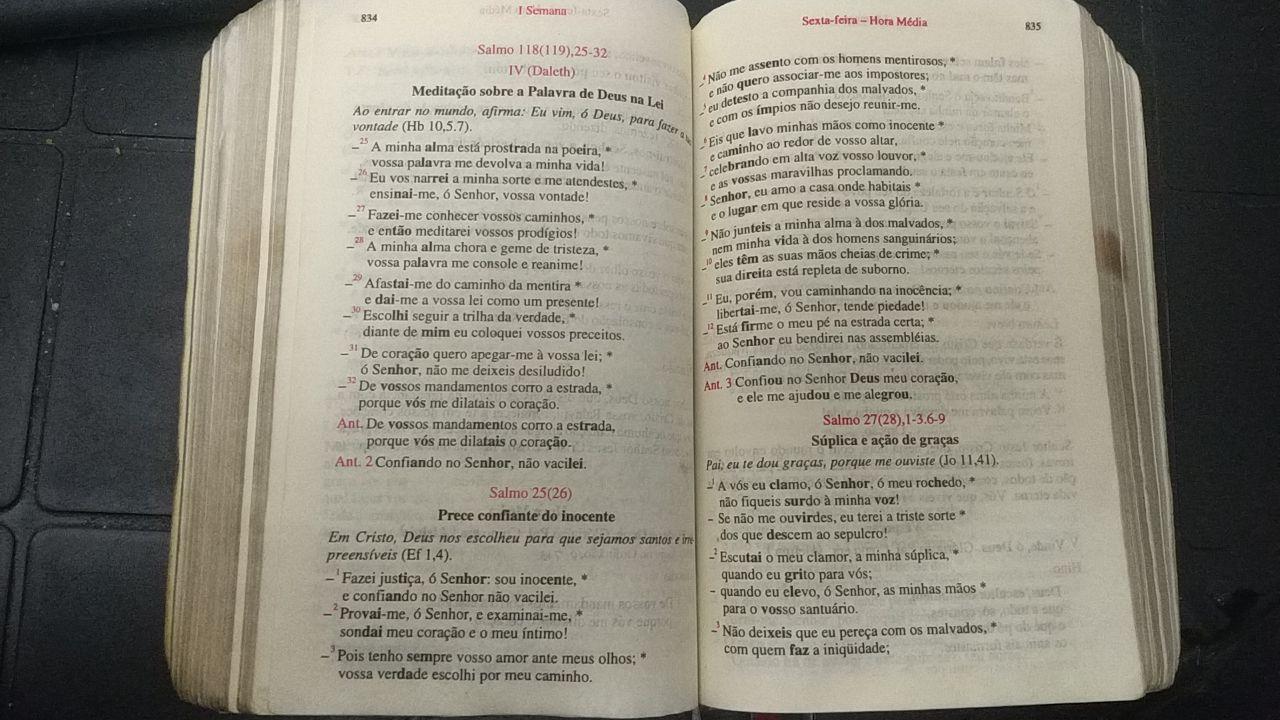 834
I Semana
Salmo 118(119),25-32
IV (Daleth)
Meditação sobre a Palavra de Deus na Lei
Ao entrar no mundo, afirma: Eu vim, ó Deus, para fazer a
vontade (Hb 10,5.7).
–25 A minha alma está prostrada na poeira, *
vossa palavra me devolva a minha vida!
–26 Eu vos narrei a minha sorte e me atendestes, *
ensinai-me, ó Senhor, vossa vontade!
–27 Fazei-me conhecer vossos caminhos, *
e então meditarei vossos prodígios!
–28 A minha alma chora e geme de tristeza, *
vossa palavra me console e reanime!
–29 Afastai-me do caminho da mentira *
e dai-me a vossa lei como um presente!
–30 Escolhi seguir a trilha da verdade, *
diante de mim eu coloquei vossos preceitos.
–31 De coração quero apegar-me à vossa lei; *
ó Senhor, não me deixeis desiludido!
–32 De vossos mandamentos corro a estrada, *
porque vós me dilatais o coração.
Ant. De vossos mandamentos corro a estrada,
porque vós me dilatais o coração.
Ant. 2 Confiando no Senhor, não vacilei.
Salmo 25(26)
Prece confiante do inocente
Em Cristo, Deus nos escolheu para que sejamos santos e irre-
preensíveis (Ef 1,4).
–1 Fazei justiça, ó Senhor: sou inocente, *
e confiando no Senhor não vacilei.
–2 Provai-me, ó Senhor, e examinai-me, *
sondai meu coração e o meu íntimo!
–3 Pois tenho sempre vosso amor ante meus olhos; *
vossa verdade escolhi por meu caminho.
Sexta-feira – Hora Média
835
–4 Não me assento com os homens mentirosos, *
e não quero associar-me aos impostores;
–5 eu detesto a companhia dos malvados, *
e com os ímpios não desejo reunir-me.
–6 Eis que lavo minhas mãos como inocente *
e caminho ao redor de vosso altar,
–7 celebrando em alta voz vosso louvor, *
e as vossas maravilhas proclamando.
–8 Senhor, eu amo a casa onde habitais *
e o lugar em que reside a vossa glória.
–9 Não junteis a minha alma à dos malvados, *
nem minha vida à dos homens sanguinários;
–10 eles têm as suas mãos cheias de crime; *
sua direita está repleta de suborno.
–11 Eu, porém, vou caminhando na inocência; *
libertai-me, ó Senhor, tende piedade!
–12 Está firme o meu pé na estrada certa; *
ao Senhor eu bendirei nas assembléias.
Ant. Confiando no Senhor, não vacilei.
Ant. 3 Confiou no Senhor Deus meu coração,
e ele me ajudou e me alegrou.
Salmo 27(28),1-3.6-9
Súplica e ação de graças
Pai, eu te dou graças, porque me ouviste (Jo 11,41).
–1 A vós eu clamo, ó Senhor, ó meu rochedo, *
não fiqueis surdo à minha voz!
– Se não me ouvirdes, eu terei a triste sorte *
dos que descem ao sepulcro!
–2 Escutai o meu clamor, a minha súplica, *
quando eu grito para vós;
– quando eu elevo, ó Senhor, as minhas mãos *
para o vosso santuário.
–3 Não deixeis que eu pereça com os malvados, *
com quem faz a iniqüidade;